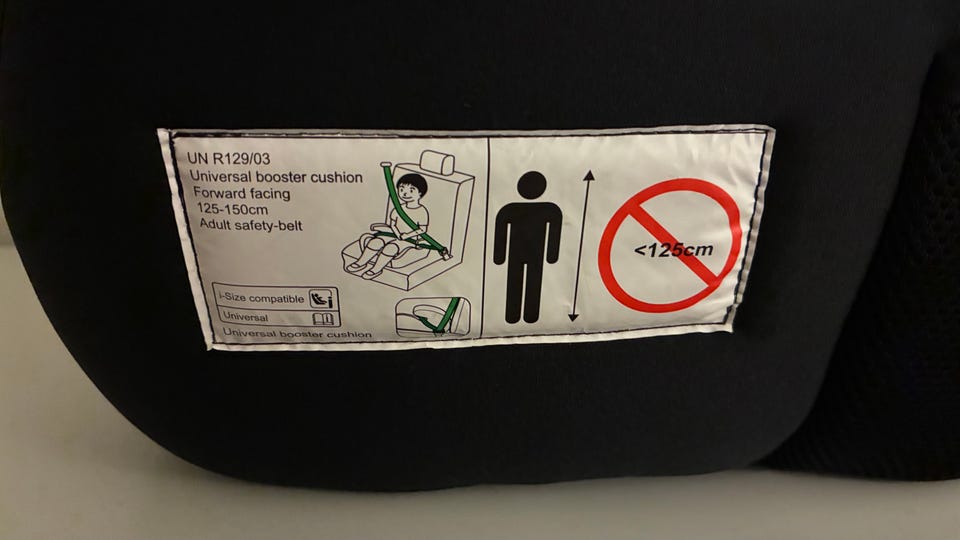 UN R129/03
Universal booster cushion
Forward facing
125-150cm
Adult safety-belt
i-Size compatible
Universal
Universal booster cushion
<125cm